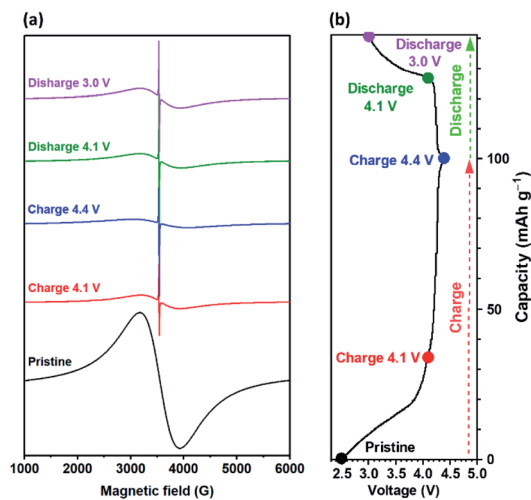 (a)
Disharge 3.0 V
Disharge 4.1 V
Charge 4.4 V
Charge 4.1 V
Pristine
1000 2000 3000 4000 5000 6000
Magnetic field (G)
(b)
Discharge
3.0 V
Discharge
4.1 V
Charge 4.4 V
Charge 4.1 V
Pristine
Discharge
Charge
100
50
0
Capacity (mAh g⁻¹)
2.5 3.0 3.5 4.0 4.5 5.0
Voltage (V)